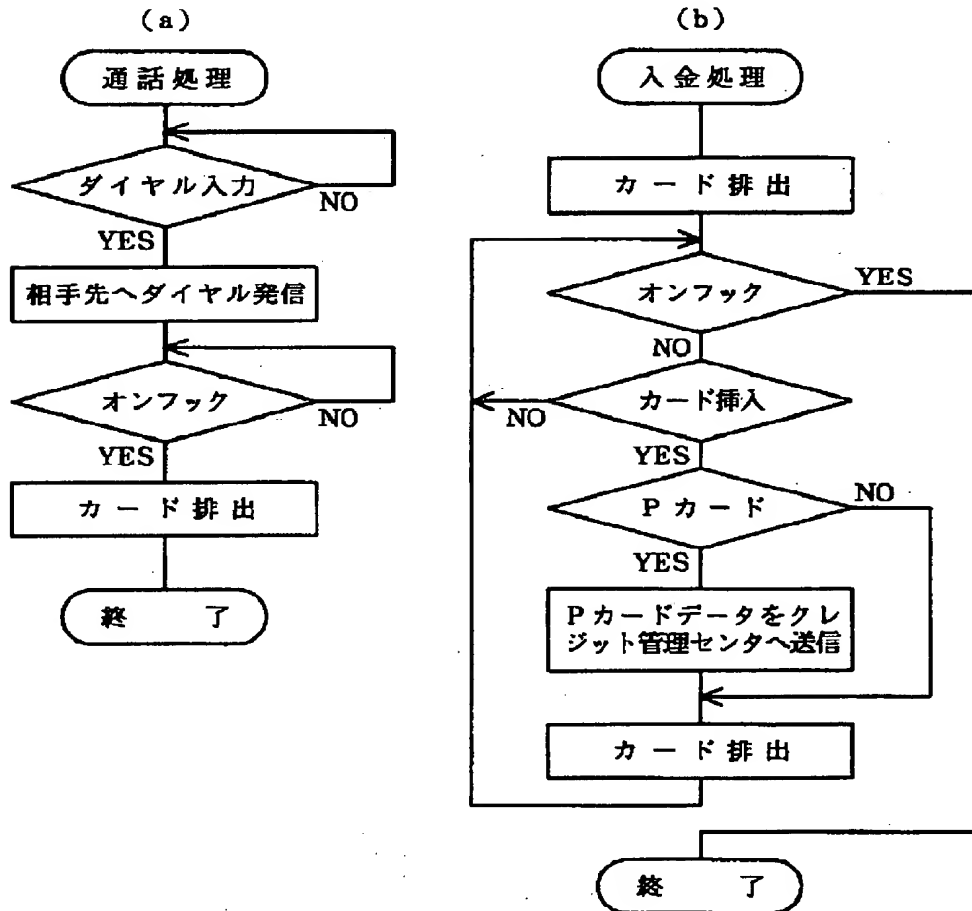 (a)
通話処理
ダイヤル入力
NO
YES
相手先へダイヤル発信
オンフック
NO
YES
カード排出
終 了
(b)
入金処理
カード排出
オンフック
YES
NO
カード挿入
NO
YES
Pカード
NO
YES
Pカードデータをクレ
ジット管理センタへ送信
カード排出
終 了